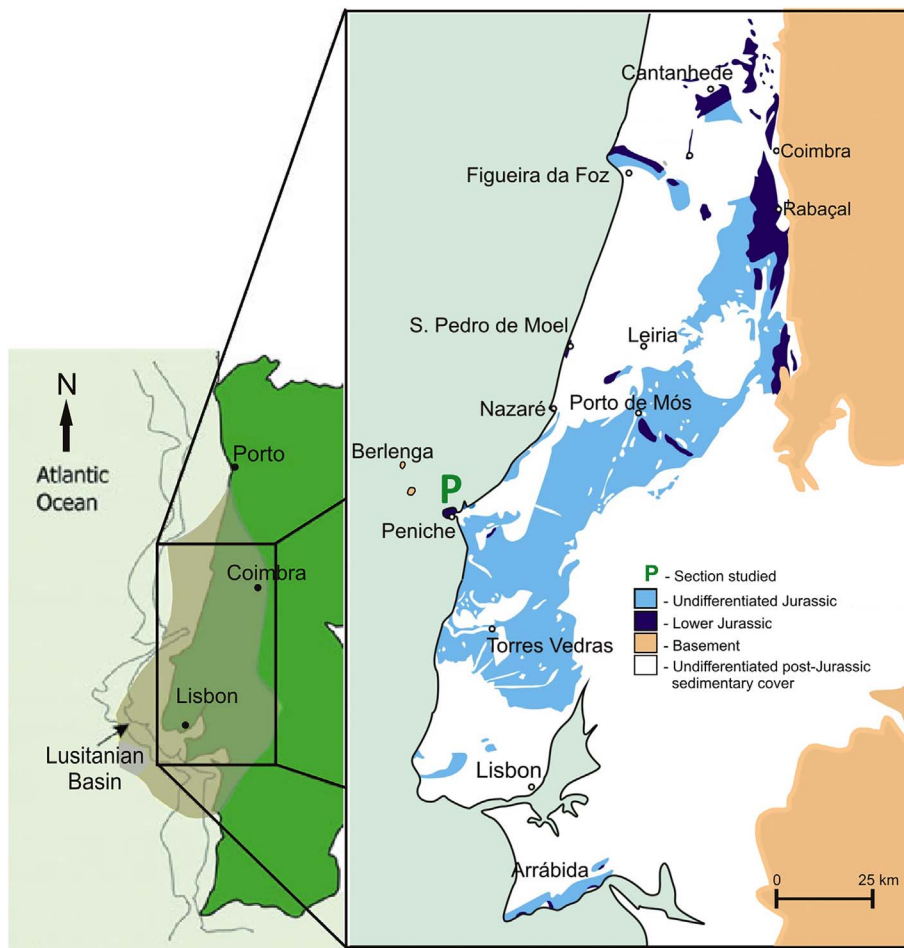 N
Atlantic
Ocean
Porto
Coimbra
Lisbon
Lusitanian
Basin
Cantanhede
Coimbra
Figueira da Foz
Rabaçal
S. Pedro de Moel
Leiria
Nazaré
Porto de Mós
Berlenga
P
Peniche
Torres Vedras
Lisbon
Arrábida
P - Section studied
- Undifferentiated Jurassic
- Lower Jurassic
- Basement
- Undifferentiated post-Jurassic
sedimentary cover
0 25 km